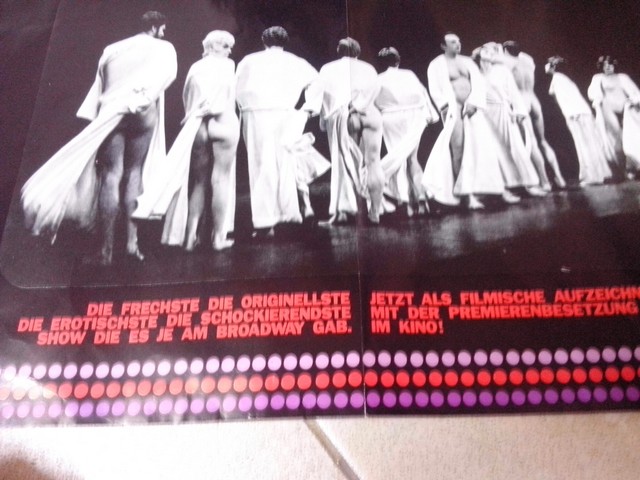 DIE FRECHSTE DIE ORIGINELLSTE
DIE EROTISCHSTE DIE SCHOCKIERENDSTE
SHOW DIE ES JE AM BROADWAY GAB.
JETZT ALS FILMISCHE AUFZEICH
MIT DER PREMIERENBESETZUNG
IM KINO!